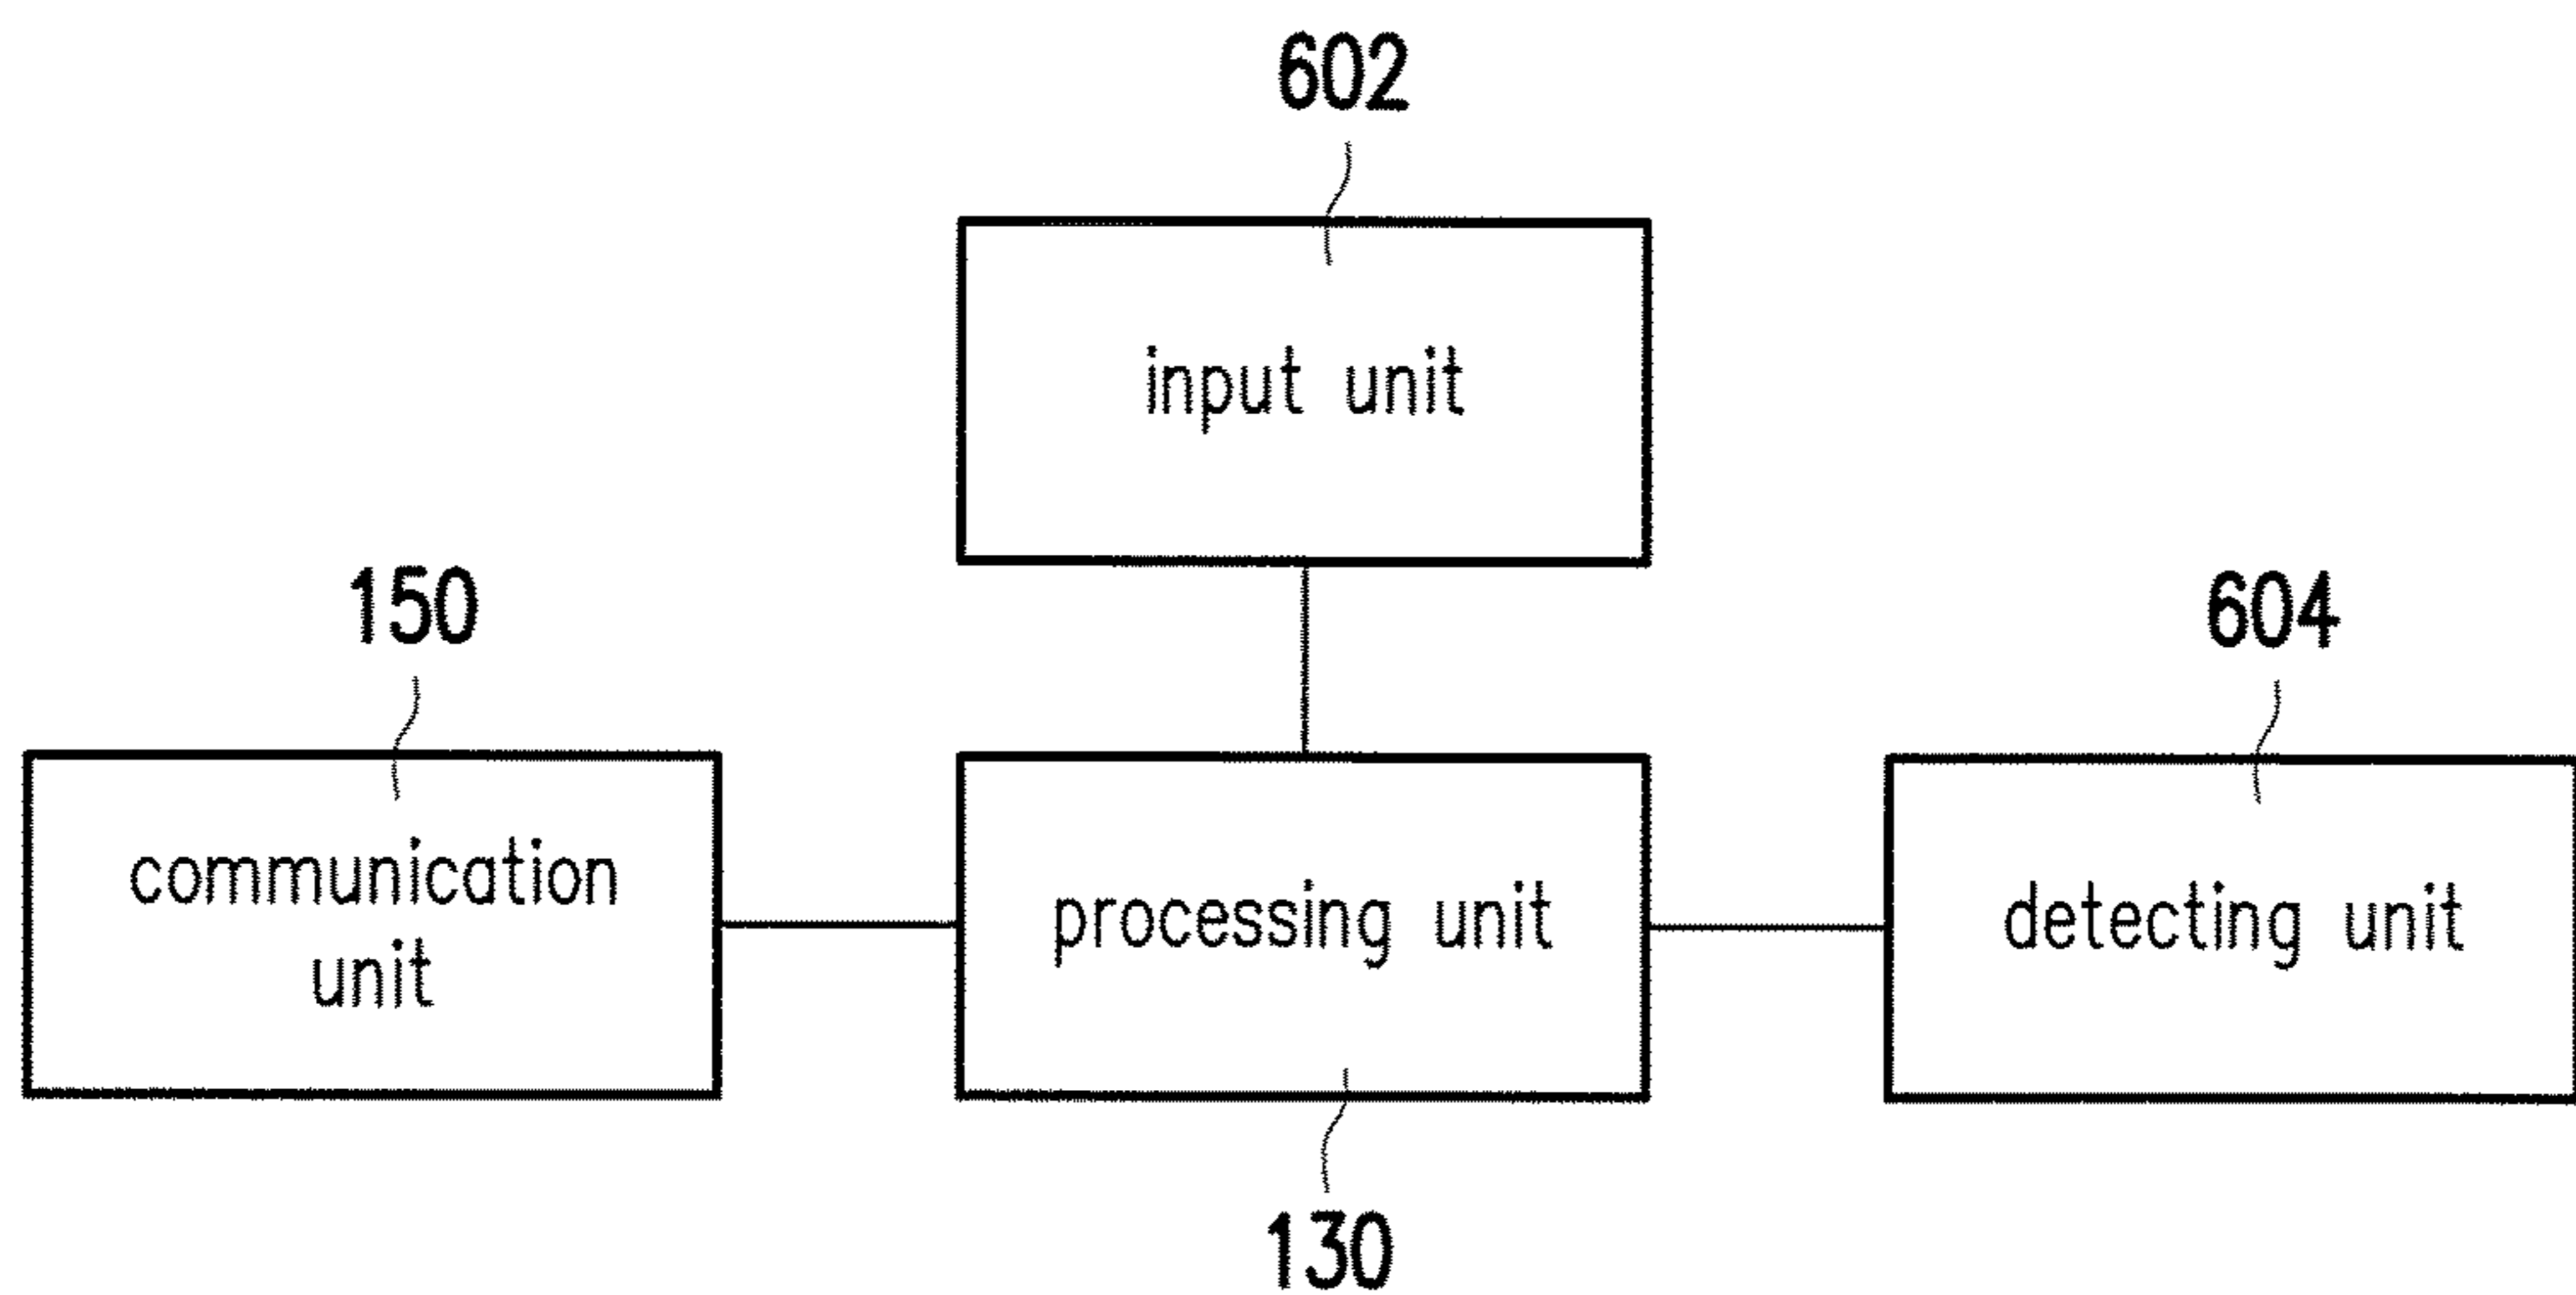 602
input unit
150
604
communication
unit
processing unit
detecting unit
130